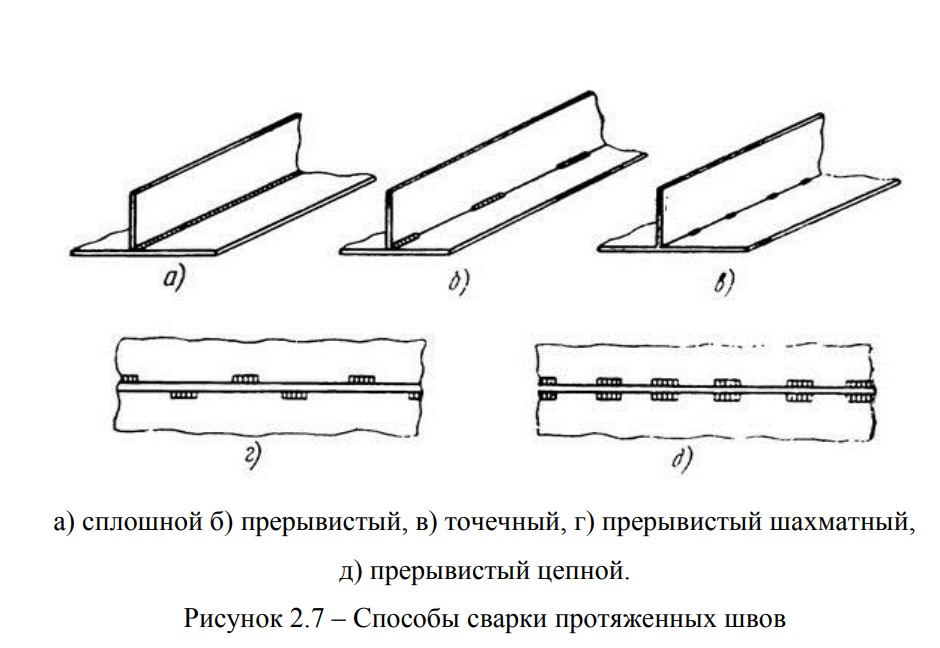 а)
б)
в)
г)
д)
а) сплошной б) прерывистый, в) точечный, г) прерывистый шахматный,
д) прерывистый цепной.
Рисунок 2.7 – Способы сварки протяженных швов